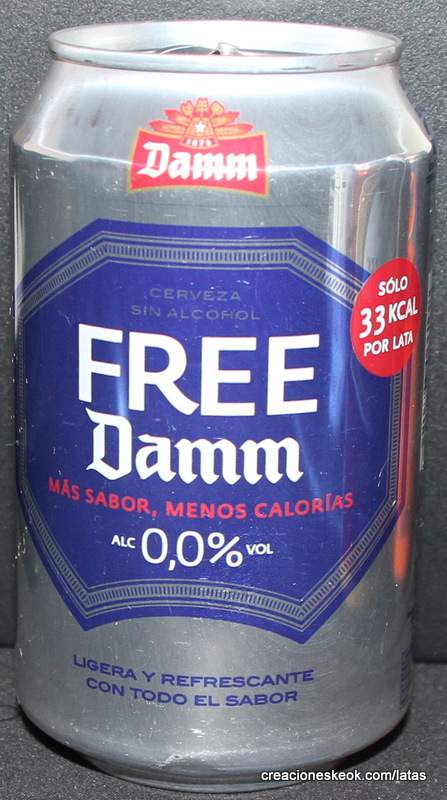 1876
Damm
CERVEZA
SIN ALCOHOL
FREE
Damm
MÁS SABOR, MENOS CALORÍAS
ALC 0,0% VOL
SÓLO
33 KCAL
POR LATA
LIGERA Y REFRESCANTE
CON TODO EL SABOR
creacioneskeok.com/latas